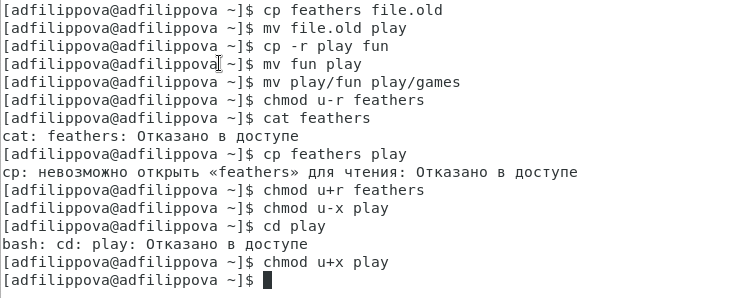 [adfilippova@adfilippova ~]$ cp feathers file.old
[adfilippova@adfilippova ~]$ mv file.old play
[adfilippova@adfilippova ~]$ cp -r play fun
[adfilippova@adfilippova ~]$ mv fun play
[adfilippova@adfilippova ~]$ mv play/fun play/games
[adfilippova@adfilippova ~]$ chmod u-r feathers
[adfilippova@adfilippova ~]$ cat feathers
cat: feathers: Отказано в доступе
[adfilippova@adfilippova ~]$ cp feathers play
cp: невозможно открыть «feathers» для чтения: Отказано в доступе
[adfilippova@adfilippova ~]$ chmod u+r feathers
[adfilippova@adfilippova ~]$ chmod u-x play
[adfilippova@adfilippova ~]$ cd play
bash: cd: play: Отказано в доступе
[adfilippova@adfilippova ~]$ chmod u+x play
[adfilippova@adfilippova ~]$